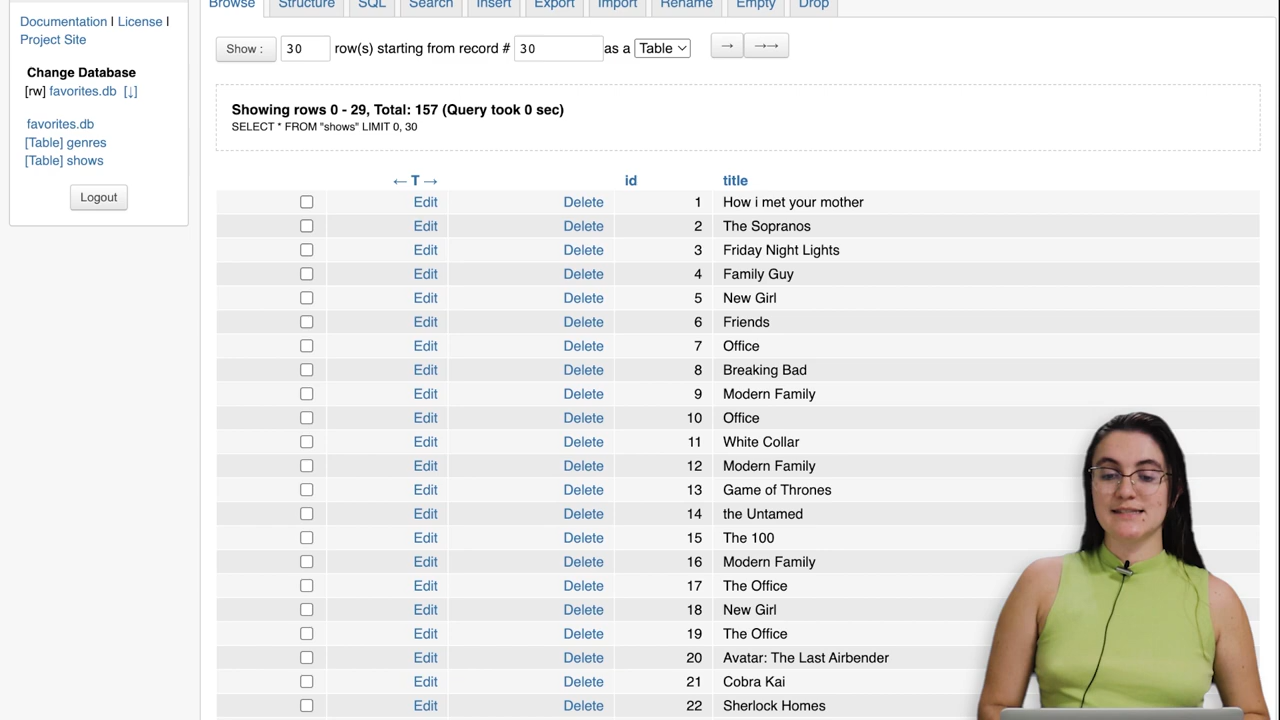 Browse Structure SQL Search Insert Export Import Rename Empty Drop
Documentation | License |
Project Site
Show : 30 row(s) starting from record # 30 as a Table → →→
Change Database
[rw] favorites.db [↓]
favorites.db
[Table] genres
[Table] shows
Logout
Showing rows 0 - 29, Total: 157 (Query took 0 sec)
SELECT * FROM "shows" LIMIT 0, 30
← T → id title
Edit Delete 1 How i met your mother
Edit Delete 2 The Sopranos
Edit Delete 3 Friday Night Lights
Edit Delete 4 Family Guy
Edit Delete 5 New Girl
Edit Delete 6 Friends
Edit Delete 7 Office
Edit Delete 8 Breaking Bad
Edit Delete 9 Modern Family
Edit Delete 10 Office
Edit Delete 11 White Collar
Edit Delete 12 Modern Family
Edit Delete 13 Game of Thrones
Edit Delete 14 the Untamed
Edit Delete 15 The 100
Edit Delete 16 Modern Family
Edit Delete 17 The Office
Edit Delete 18 New Girl
Edit Delete 19 The Office
Edit Delete 20 Avatar: The Last Airbender
Edit Delete 21 Cobra Kai
Edit Delete 22 Sherlock Homes